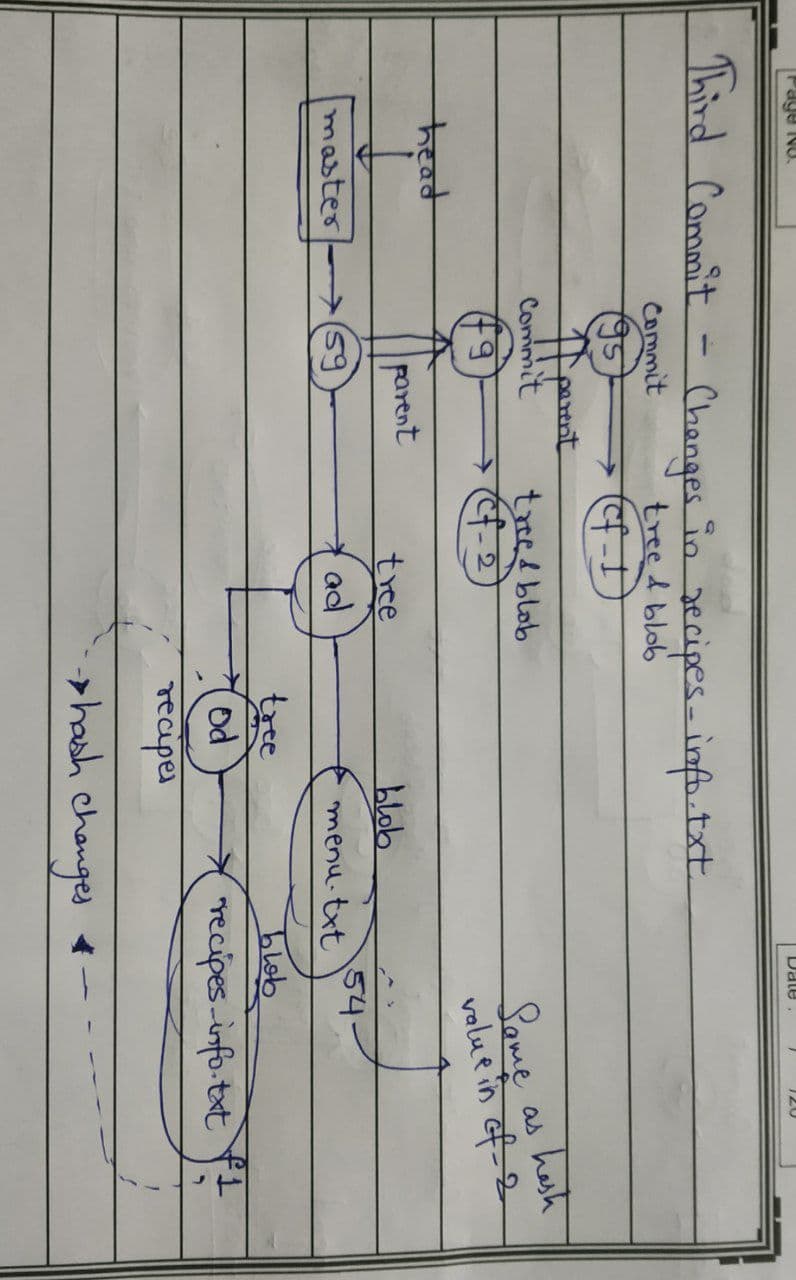 Page No.
Date : / /20
Third Commit - Changes in recipes-info.txt
Commit tree & blob
95 cf-1
parent
Commit tree & blob
f9 cf-2
Same as hash
value in cf-2
head parent tree blob
master 59 ad menu.txt 54
tree blob
od recipes-info.txt f1
recipes
hash changes